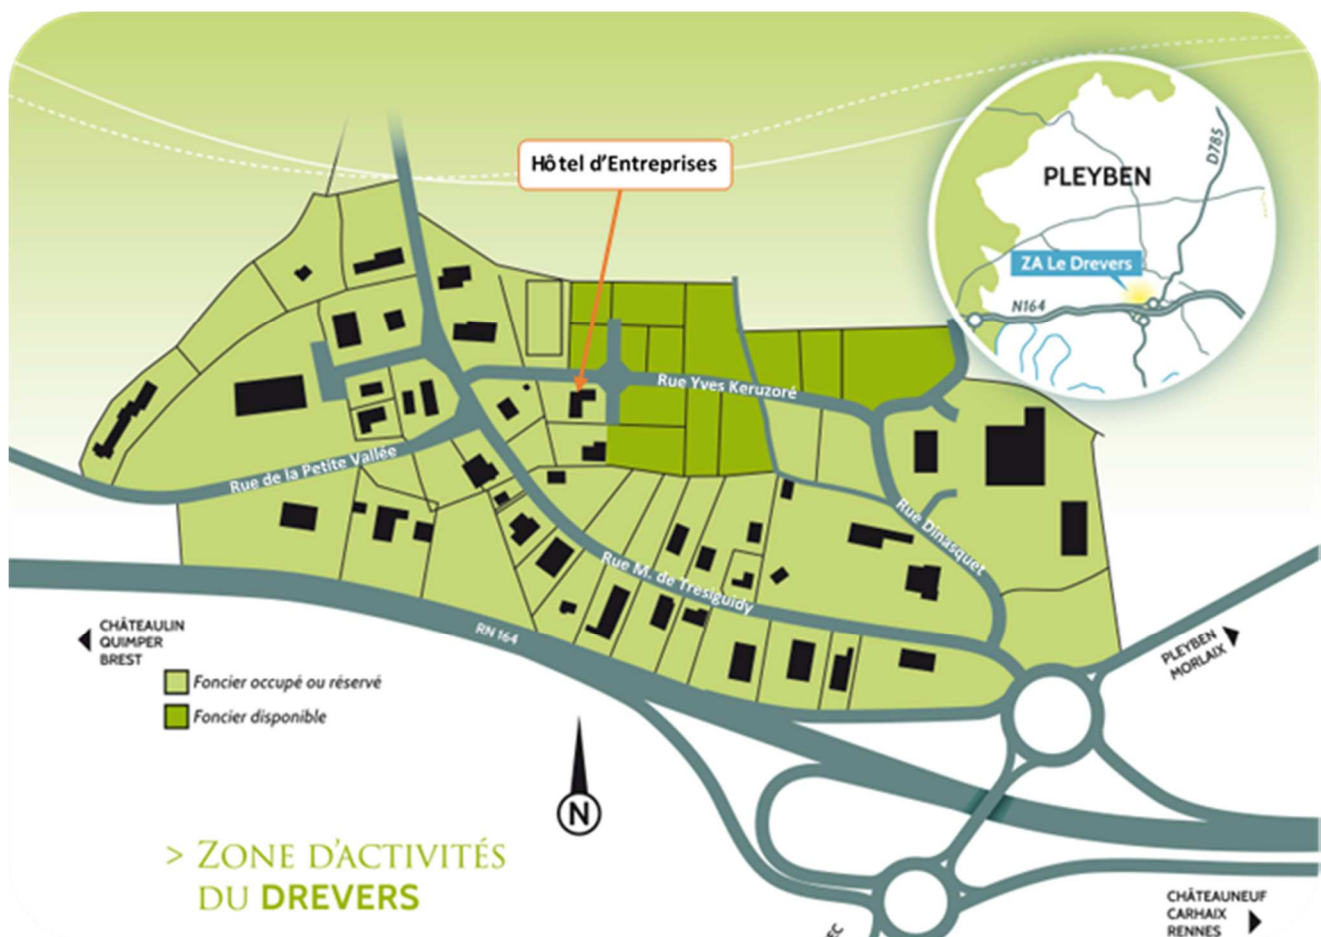 Hôtel d'Entreprises
D785
PLEYBEN
ZA Le Drevers
N164
Rue Yves Keruzoré
Rue de la Petite Vallée
Rue Dinasquet
Rue M. de Tresiguidy
RN 164
CHÂTEAULIN
QUIMPER
BREST
PLEYBEN
MORLAIX
Foncier occupé ou réservé
Foncier disponible
N
> ZONE D'ACTIVITÉS
DU DREVERS
CHÂTEAUNEUF
CARHAIX
RENNES